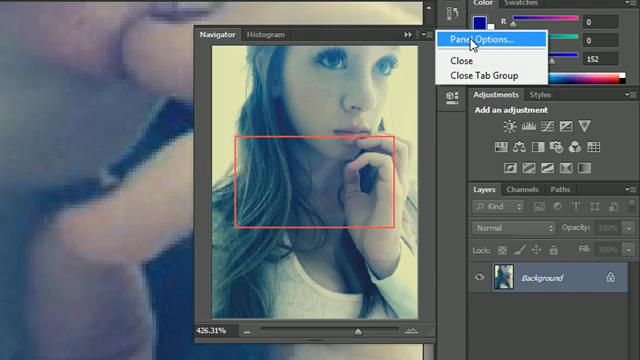 Color
Swatches
R
0
0
152
Navigator
Histogram
Panel Options...
Close
Close Tab Group
Adjustments
Styles
Add an adjustment
Layers
Channels
Paths
Kind
Normal
Opacity: 100%
Lock:
Fill: 100%
Background
426.31%